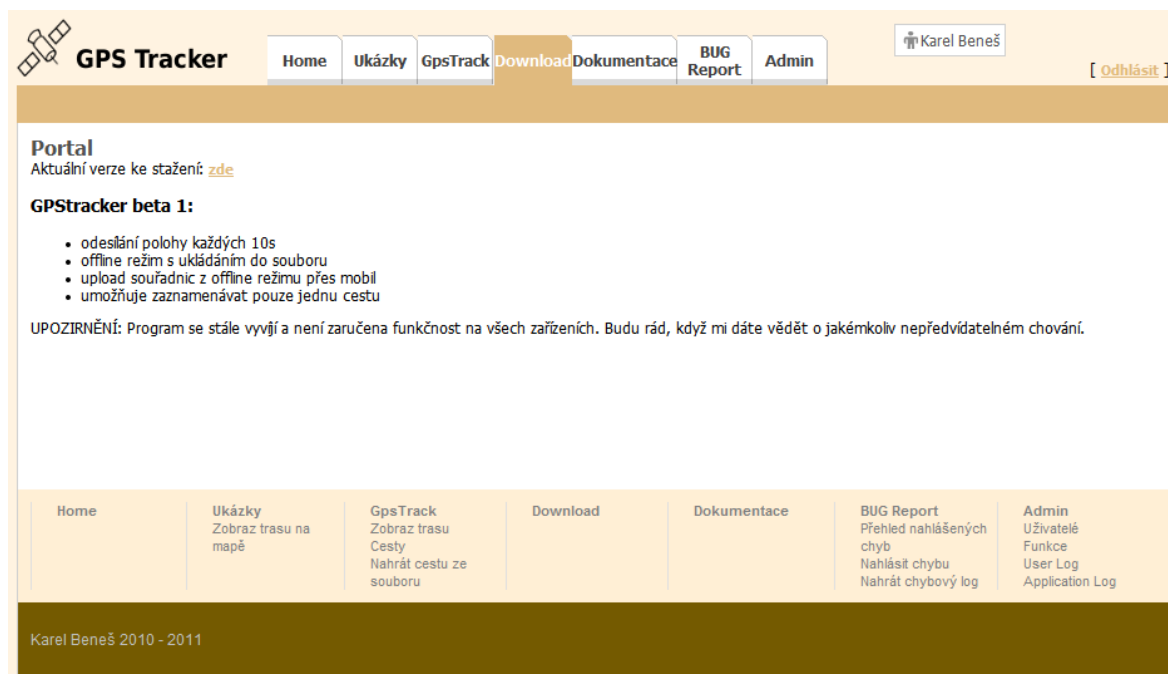 GPS Tracker
Home
Ukázky
GpsTrack
Download
Dokumentace
BUG
Report
Admin
Karel Beneš
[ Odhlásit ]
Portal
Aktuální verze ke stažení: zde
GPStracker beta 1:
• odesílání polohy každých 10s
• offline režim s ukládáním do souboru
• upload souřadnic z offline režimu přes mobil
• umožňuje zaznamenávat pouze jednu cestu
UPOZIRNĚNÍ: Program se stále vyvíjí a není zaručena funkčnost na všech zařízeních. Budu rád, když mi dáte vědět o jakémkoliv nepředvídatelném chování.
Home
Ukázky
Zobraz trasu na
mapě
GpsTrack
Zobraz trasu
Cesty
Nahrát cestu ze
souboru
Download
Dokumentace
BUG Report
Přehled nahlášených
chyb
Nahlásit chybu
Nahrát chybový log
Admin
Uživatelé
Funkce
User Log
Application Log
Karel Beneš 2010 - 2011